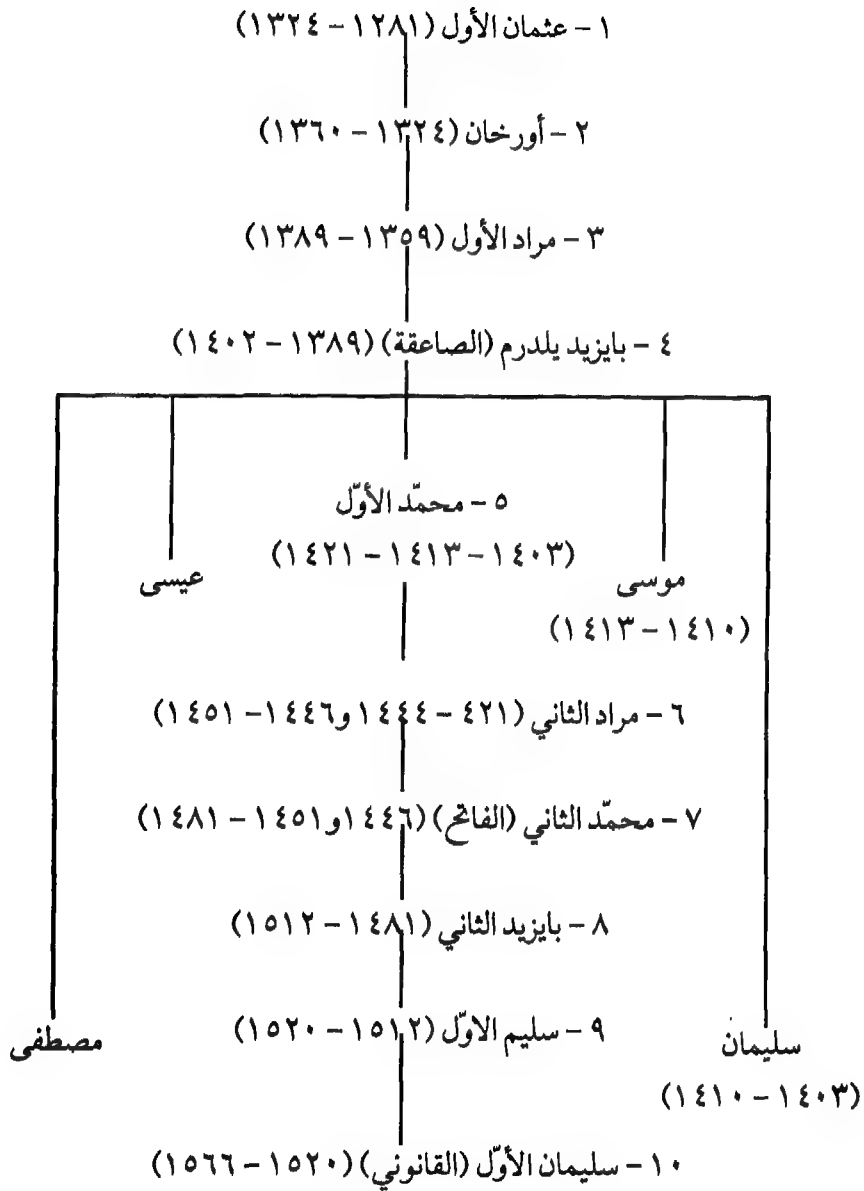 ١ - عثمان الأول (١٢٨١ - ١٣٢٤)
٢ - أورخان (١٣٢٤ - ١٣٦٠)
٣ - مراد الأول (١٣٥٩ - ١٣٨٩)
٤ - بايزيد يلدرم (الصاعقة) (١٣٨٩ - ١٤٠٢)
٥ - محمّد الأوّل
(١٤٠٣ - ١٤١٣ - ١٤٢١)
موسى
(١٤١٠ - ١٤١٣)
عيسى
٦ - مراد الثاني (٤٢١ - ١٤٤٤ و١٤٤٦ - ١٤٥١)
٧ - محمّد الثاني (الفاتح) (١٤٤٦ و١٤٥١ - ١٤٨١)
٨ - بايزيد الثاني (١٤٨١ - ١٥١٢)
٩ - سليم الاوّل (١٥١٢ - ١٥٢٠)
سليمان
(١٤٠٣ - ١٤١٠)
مصطفى
١٠ - سليمان الأوّل (القانوني) (١٥٢٠ - ١٥٦٦)